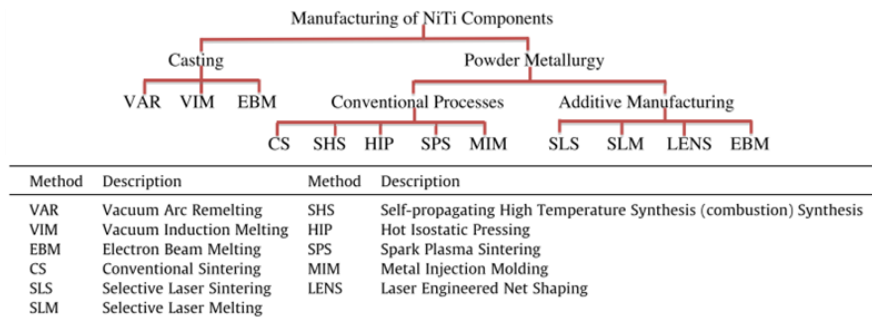 Manufacturing of NiTi Components
Casting Powder Metallurgy
VAR VIM EBM Conventional Processes Additive Manufacturing
CS SHS HIP SPS MIM SLS SLM LENS EBM
Method Description Method Description
VAR Vacuum Arc Remelting SHS Self-propagating High Temperature Synthesis (combustion) Synthesis
VIM Vacuum Induction Melting HIP Hot Isostatic Pressing
EBM Electron Beam Melting SPS Spark Plasma Sintering
CS Conventional Sintering MIM Metal Injection Molding
SLS Selective Laser Sintering LENS Laser Engineered Net Shaping
SLM Selective Laser Melting